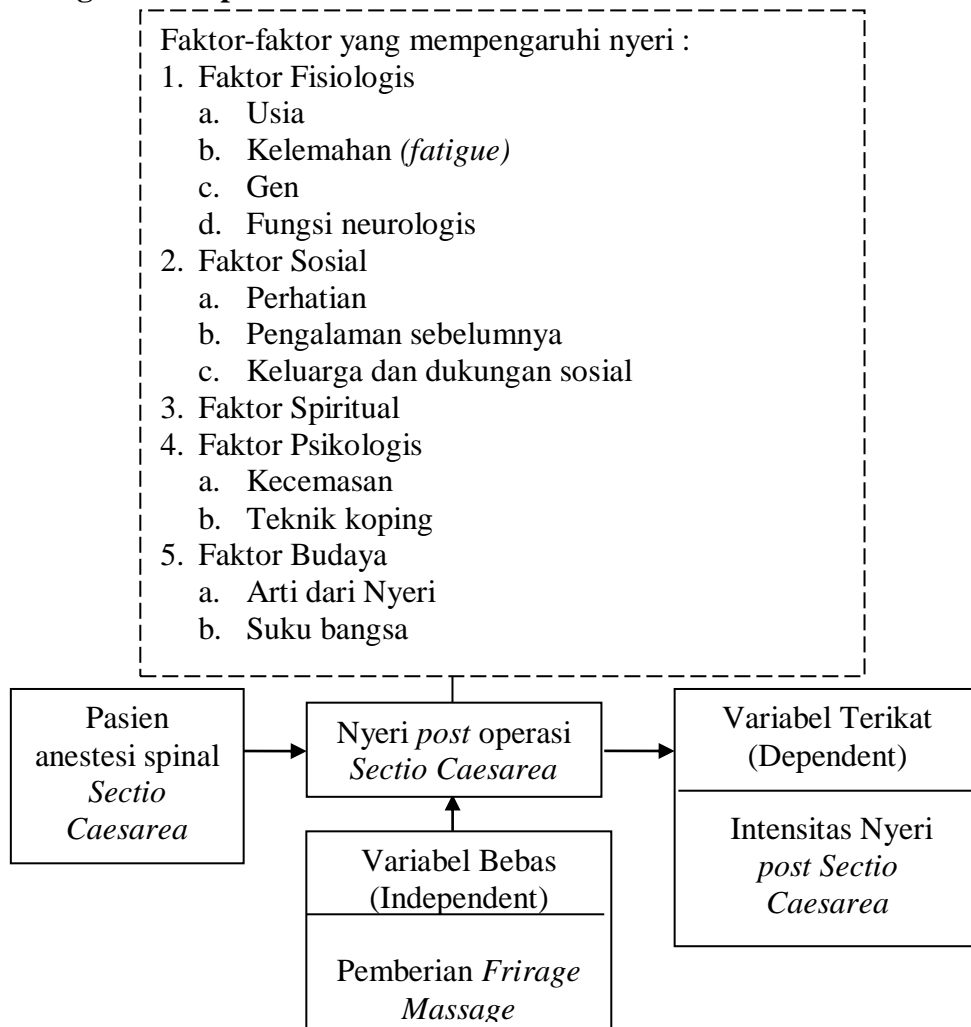 Faktor-faktor yang mempengaruhi nyeri :
1. Faktor Fisiologis
a. Usia
b. Kelemahan (fatigue)
c. Gen
d. Fungsi neurologis
2. Faktor Sosial
a. Perhatian
b. Pengalaman sebelumnya
c. Keluarga dan dukungan sosial
3. Faktor Spiritual
4. Faktor Psikologis
a. Kecemasan
b. Teknik koping
5. Faktor Budaya
a. Arti dari Nyeri
b. Suku bangsa
Pasien
anestesi spinal
Sectio
Caesarea
Nyeri post operasi
Sectio Caesarea
Variabel Terikat
(Dependent)
Intensitas Nyeri
post Sectio
Caesarea
Variabel Bebas
(Independent)
Pemberian Frirage
Massage